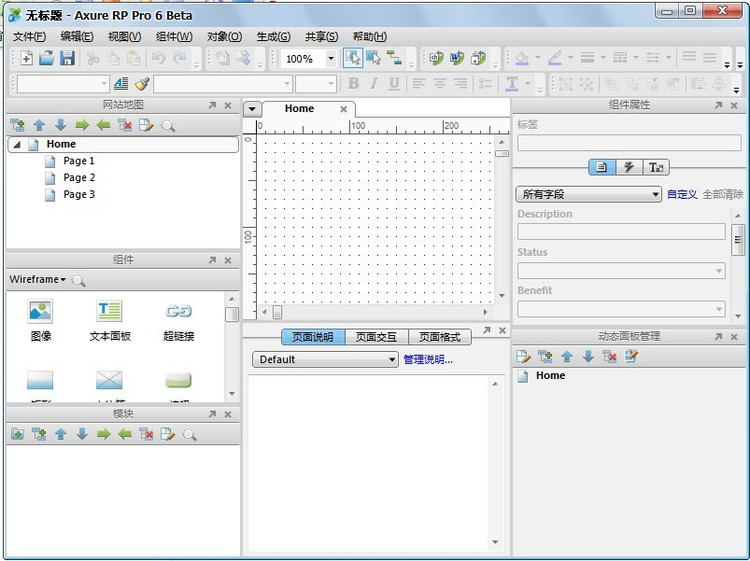 无标题 - Axure RP Pro 6 Beta
文件(F) 编辑(E) 视图(V) 组件(W) 对象(O) 生成(G) 共享(S) 帮助(H)
100%
B I U
网站地图
Home
Page 1
Page 2
Page 3
组件
Wireframe
图像 文本面板 超链接
模块
Home
0 100 200
0
100
页面说明 页面交互 页面格式
Default 管理说明...
组件属性
标签
所有字段 自定义 全部清除
Description
Status
Benefit
动态面板管理
Home